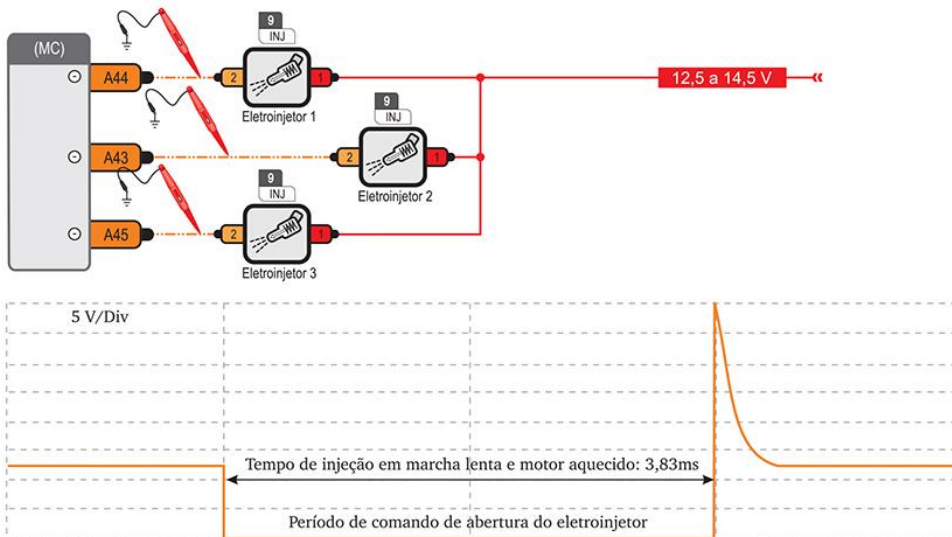 (MC)
A44
A43
A45
9
INJ
2
1
Eletroinjetor 1
9
INJ
2
1
Eletroinjetor 2
9
INJ
2
1
Eletroinjetor 3
12,5 a 14,5 V
5 V/Div
Tempo de injeção em marcha lenta e motor aquecido: 3,83ms
Período de comando de abertura do eletroinjetor